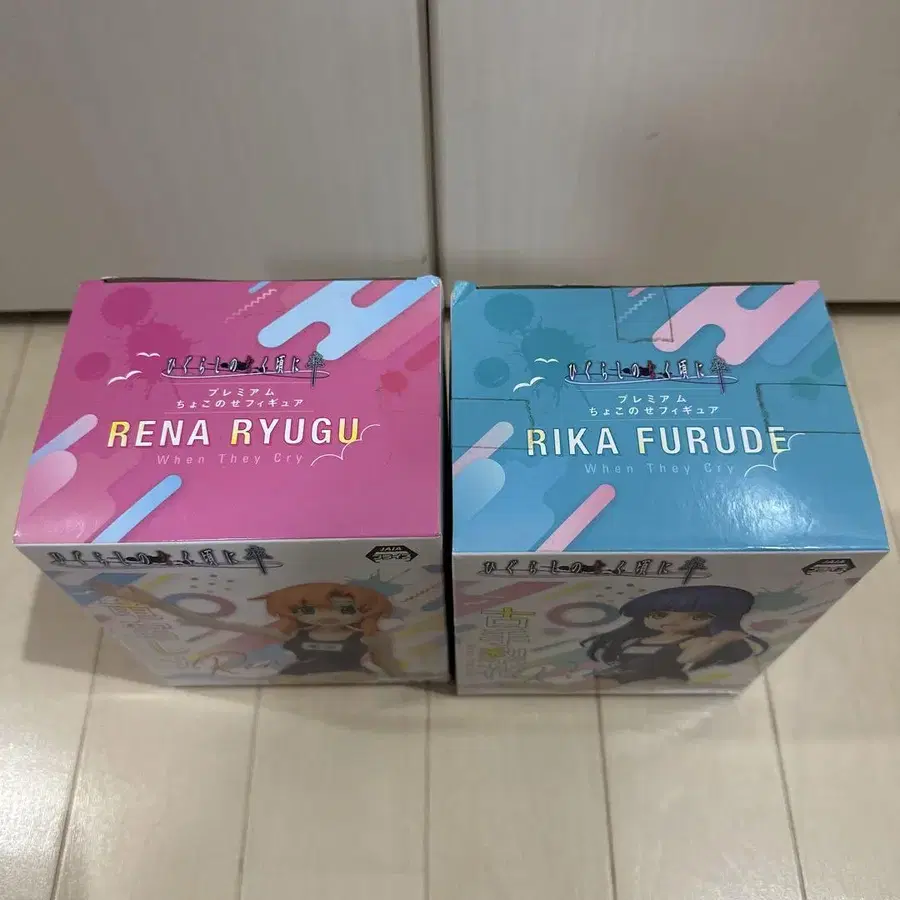 ひぐらしのなく頃に 卒
プレミアム
ちょこのせフィギュア
RENA RYUGU
When They Cry
ひぐらしのなく頃に 卒
JAIA
Rena
ひぐらしのなく頃に 卒
プレミアム
ちょこのせフィギュア
RIKA FURUDE
When They Cry
ひぐらしのなく頃に 卒
JAIA